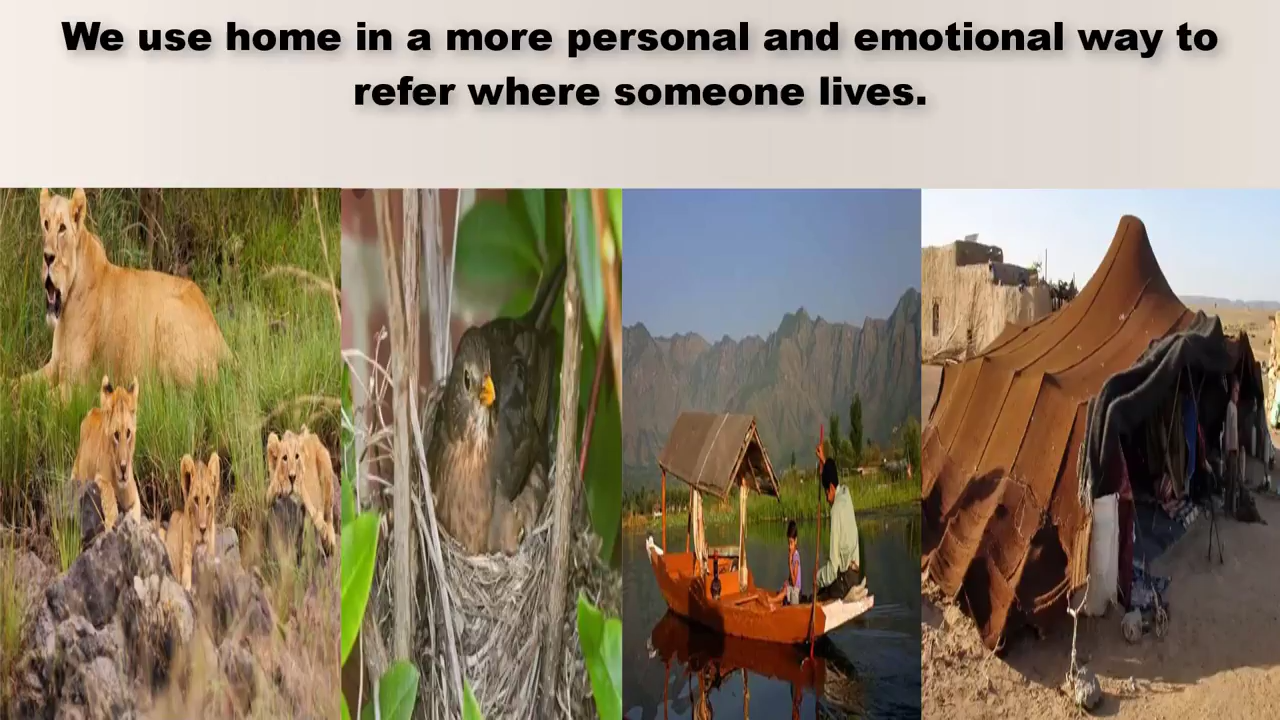 We use home in a more personal and emotional way to
refer where someone lives.